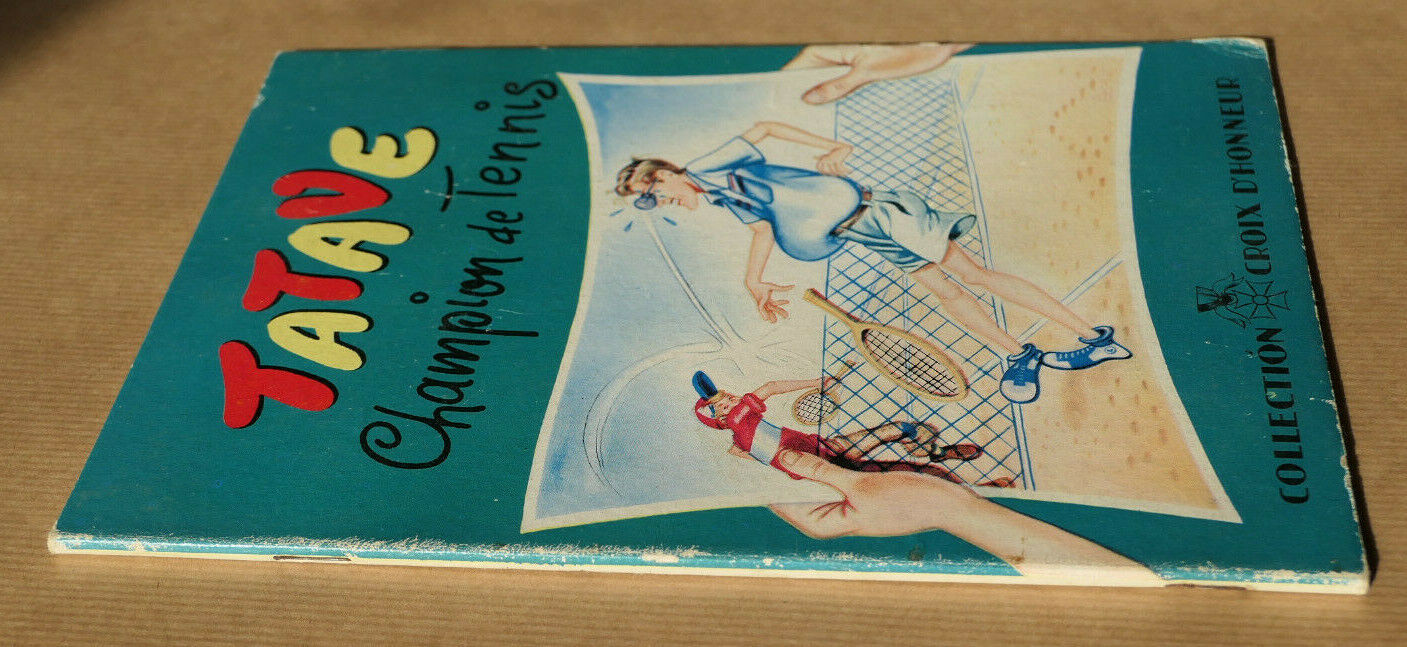 TATAVE
Champion de Tennis
COLLECTION CROIX D'HONNEUR